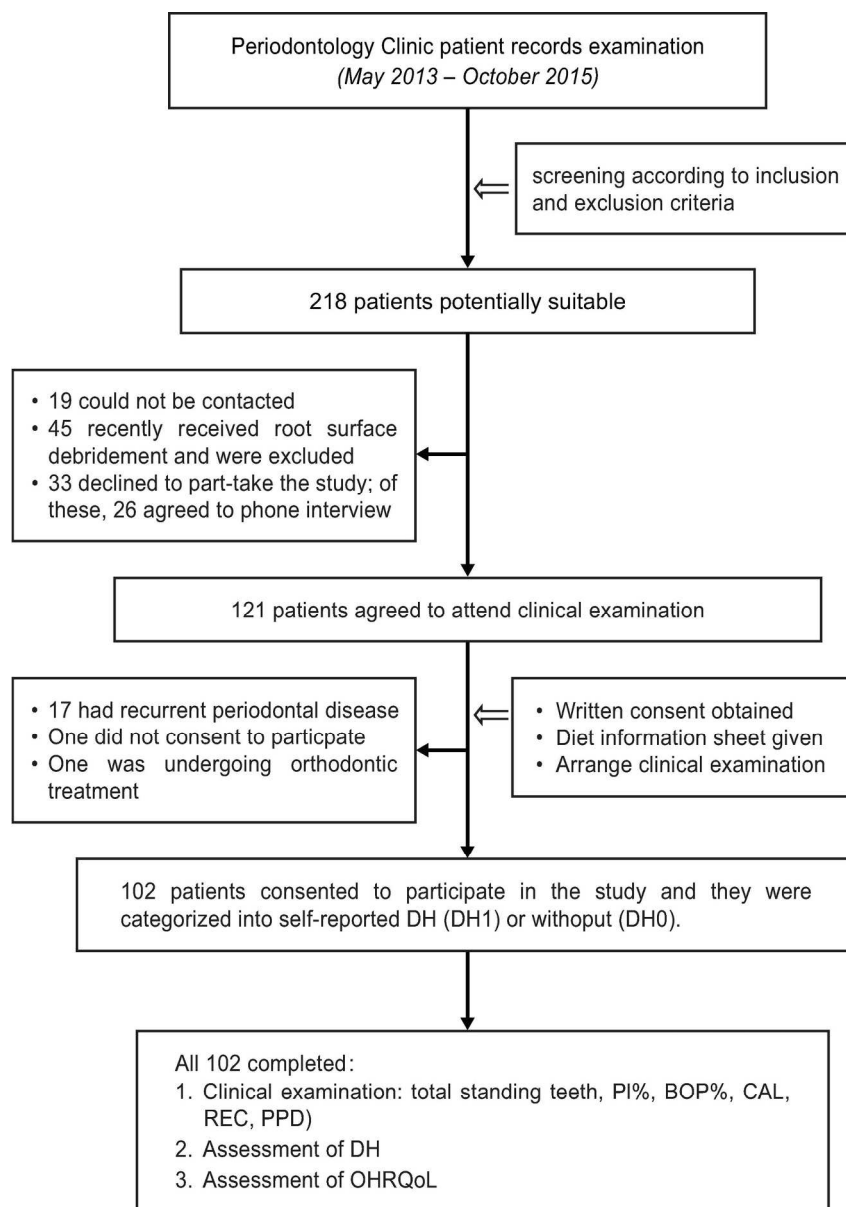 Periodontology Clinic patient records examination
(May 2013 – October 2015)
screening according to inclusion
and exclusion criteria
218 patients potentially suitable
• 19 could not be contacted
• 45 recently received root surface
debridement and were excluded
• 33 declined to part-take the study; of
these, 26 agreed to phone interview
121 patients agreed to attend clinical examination
• 17 had recurrent periodontal disease
• One did not consent to particpate
• One was undergoing orthodontic
treatment
• Written consent obtained
• Diet information sheet given
• Arrange clinical examination
102 patients consented to participate in the study and they were
categorized into self-reported DH (DH1) or withoput (DH0).
All 102 completed:
1. Clinical examination: total standing teeth, PI%, BOP%, CAL,
REC, PPD)
2. Assessment of DH
3. Assessment of OHRQoL